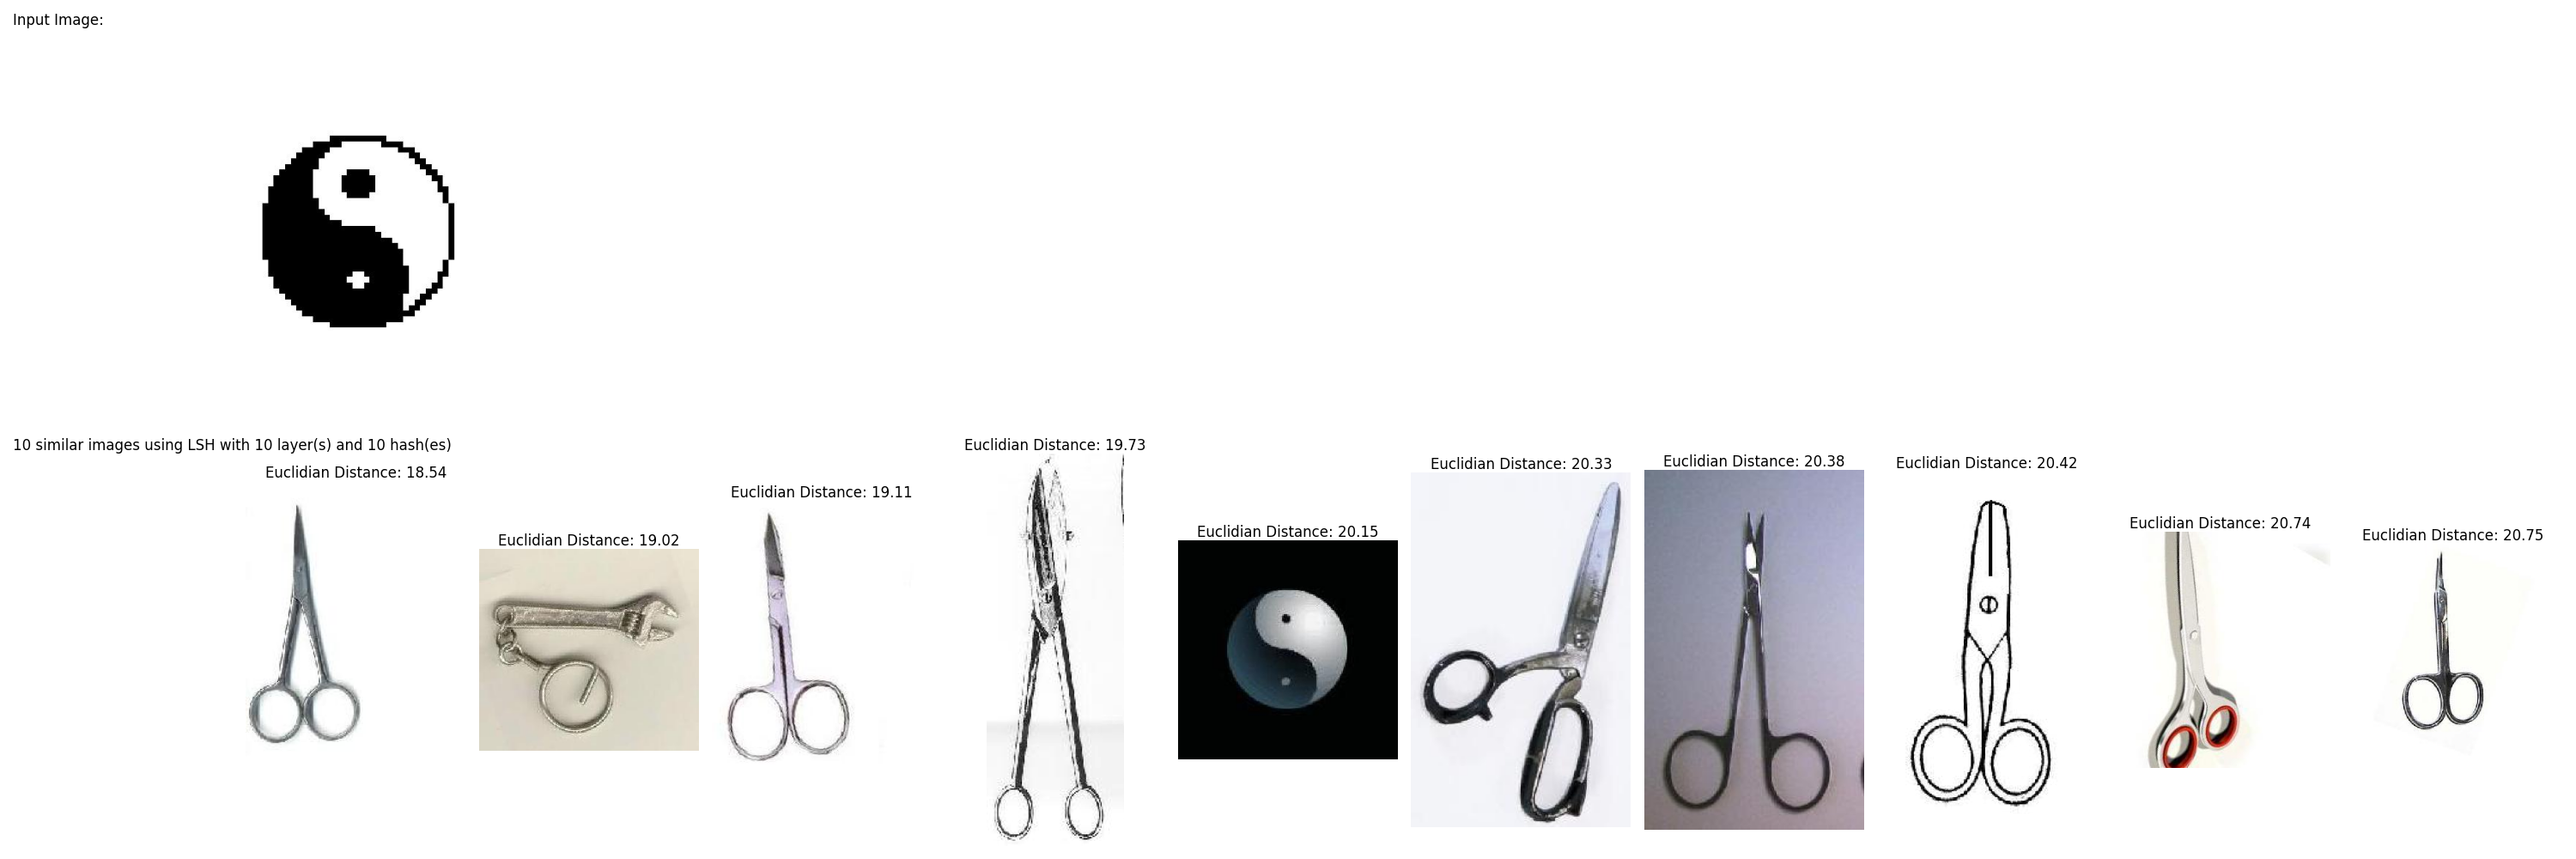 Input Image:
10 similar images using LSH with 10 layer(s) and 10 hash(es)
Euclidian Distance: 18.54
Euclidian Distance: 19.02
Euclidian Distance: 19.11
Euclidian Distance: 19.73
Euclidian Distance: 20.15
Euclidian Distance: 20.33
Euclidian Distance: 20.38
Euclidian Distance: 20.42
Euclidian Distance: 20.74
Euclidian Distance: 20.75